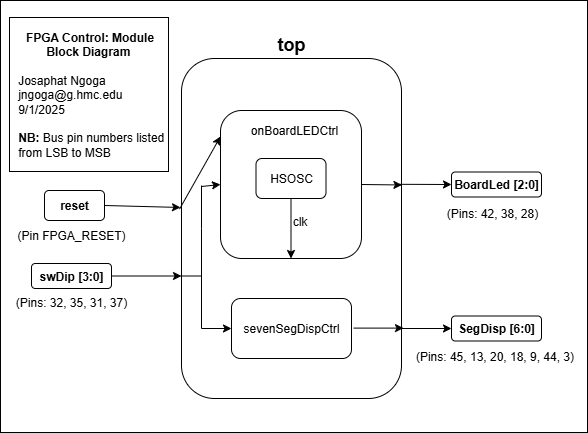 FPGA Control: Module
Block Diagram
Josaphat Ngoga
jngoga@g.hmc.edu
9/1/2025
NB: Bus pin numbers listed
from LSB to MSB
top
onBoardLEDCtrl
HSOSC
clk
reset
(Pin FPGA_RESET)
swDip [3:0]
(Pins: 32, 35, 31, 37)
sevenSegDispCtrl
BoardLed [2:0]
(Pins: 42, 38, 28)
SegDisp [6:0]
(Pins: 45, 13, 20, 18, 9, 44, 3)